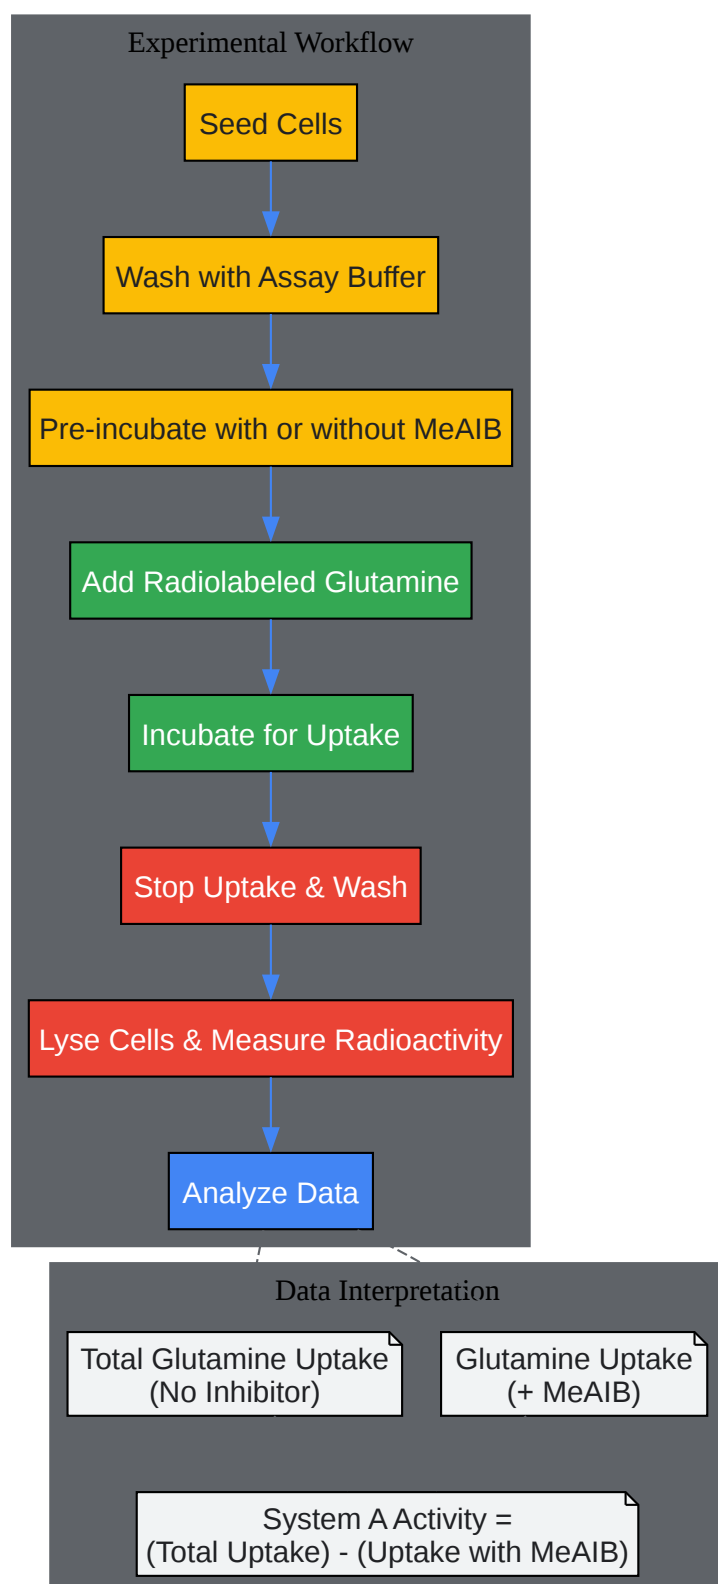 Experimental Workflow
Seed Cells
Wash with Assay Buffer
Pre-incubate with or without MeAIB
Add Radiolabeled Glutamine
Incubate for Uptake
Stop Uptake & Wash
Lyse Cells & Measure Radioactivity
Analyze Data
Data Interpretation
Total Glutamine Uptake
(No Inhibitor)
Glutamine Uptake
(+ MeAIB)
System A Activity =
(Total Uptake) - (Uptake with MeAIB)